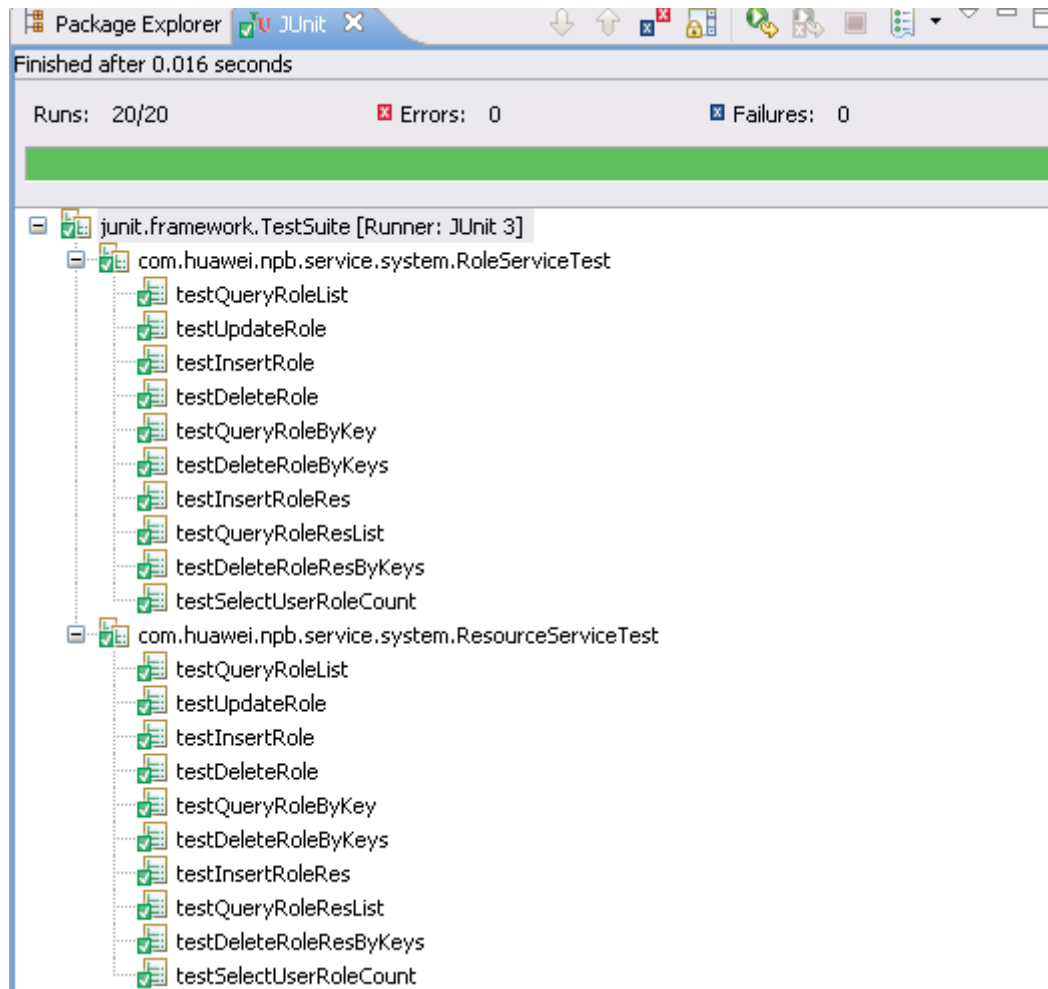 Package Explorer JUnit
Finished after 0.016 seconds
Runs: 20/20 Errors: 0 Failures: 0
junit.framework.TestSuite [Runner: JUnit 3]
com.huawei.npb.service.system.RoleServiceTest
testQueryRoleList
testUpdateRole
testInsertRole
testDeleteRole
testQueryRoleByKey
testDeleteRoleByKeys
testInsertRoleRes
testQueryRoleResList
testDeleteRoleResByKeys
testSelectUserRoleCount
com.huawei.npb.service.system.ResourceServiceTest
testQueryRoleList
testUpdateRole
testInsertRole
testDeleteRole
testQueryRoleByKey
testDeleteRoleByKeys
testInsertRoleRes
testQueryRoleResList
testDeleteRoleResByKeys
testSelectUserRoleCount